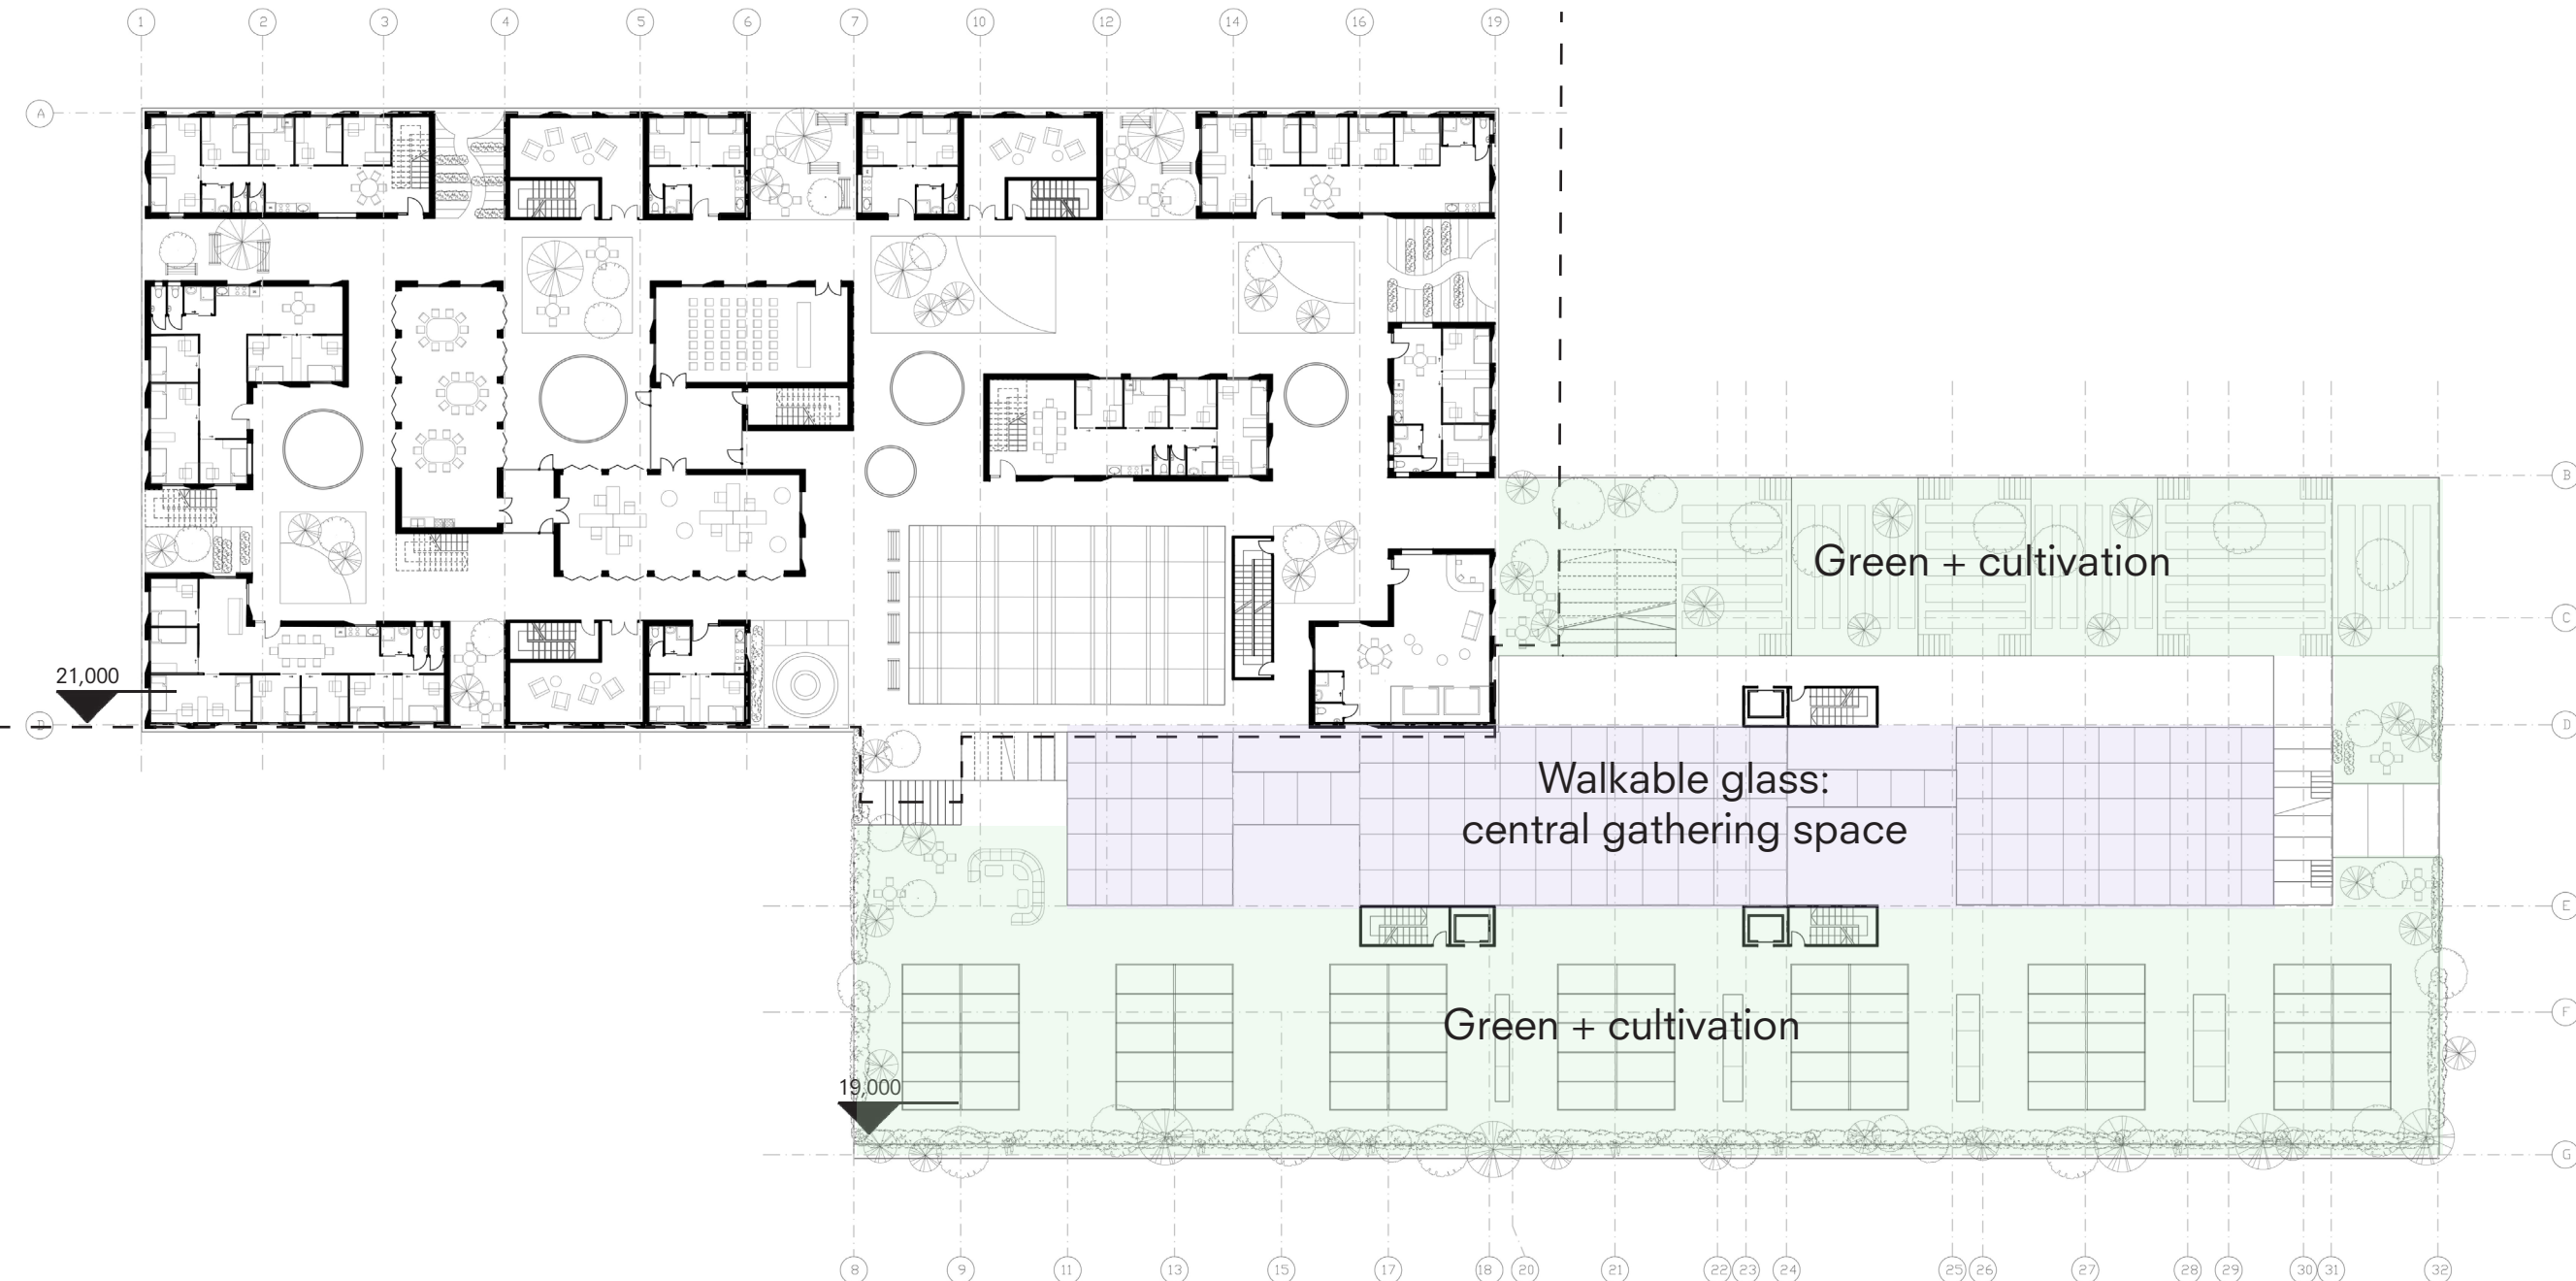 1 2 3 4 5 6 7 10 12 14 16 19
A
B
Green + cultivation
C
21,000
D D
Walkable glass:
central gathering space
E
Green + cultivation
F
19,000
G
8 9 11 13 15 17 18 20 21 22 23 24 25 26 27 28 29 30 31 32